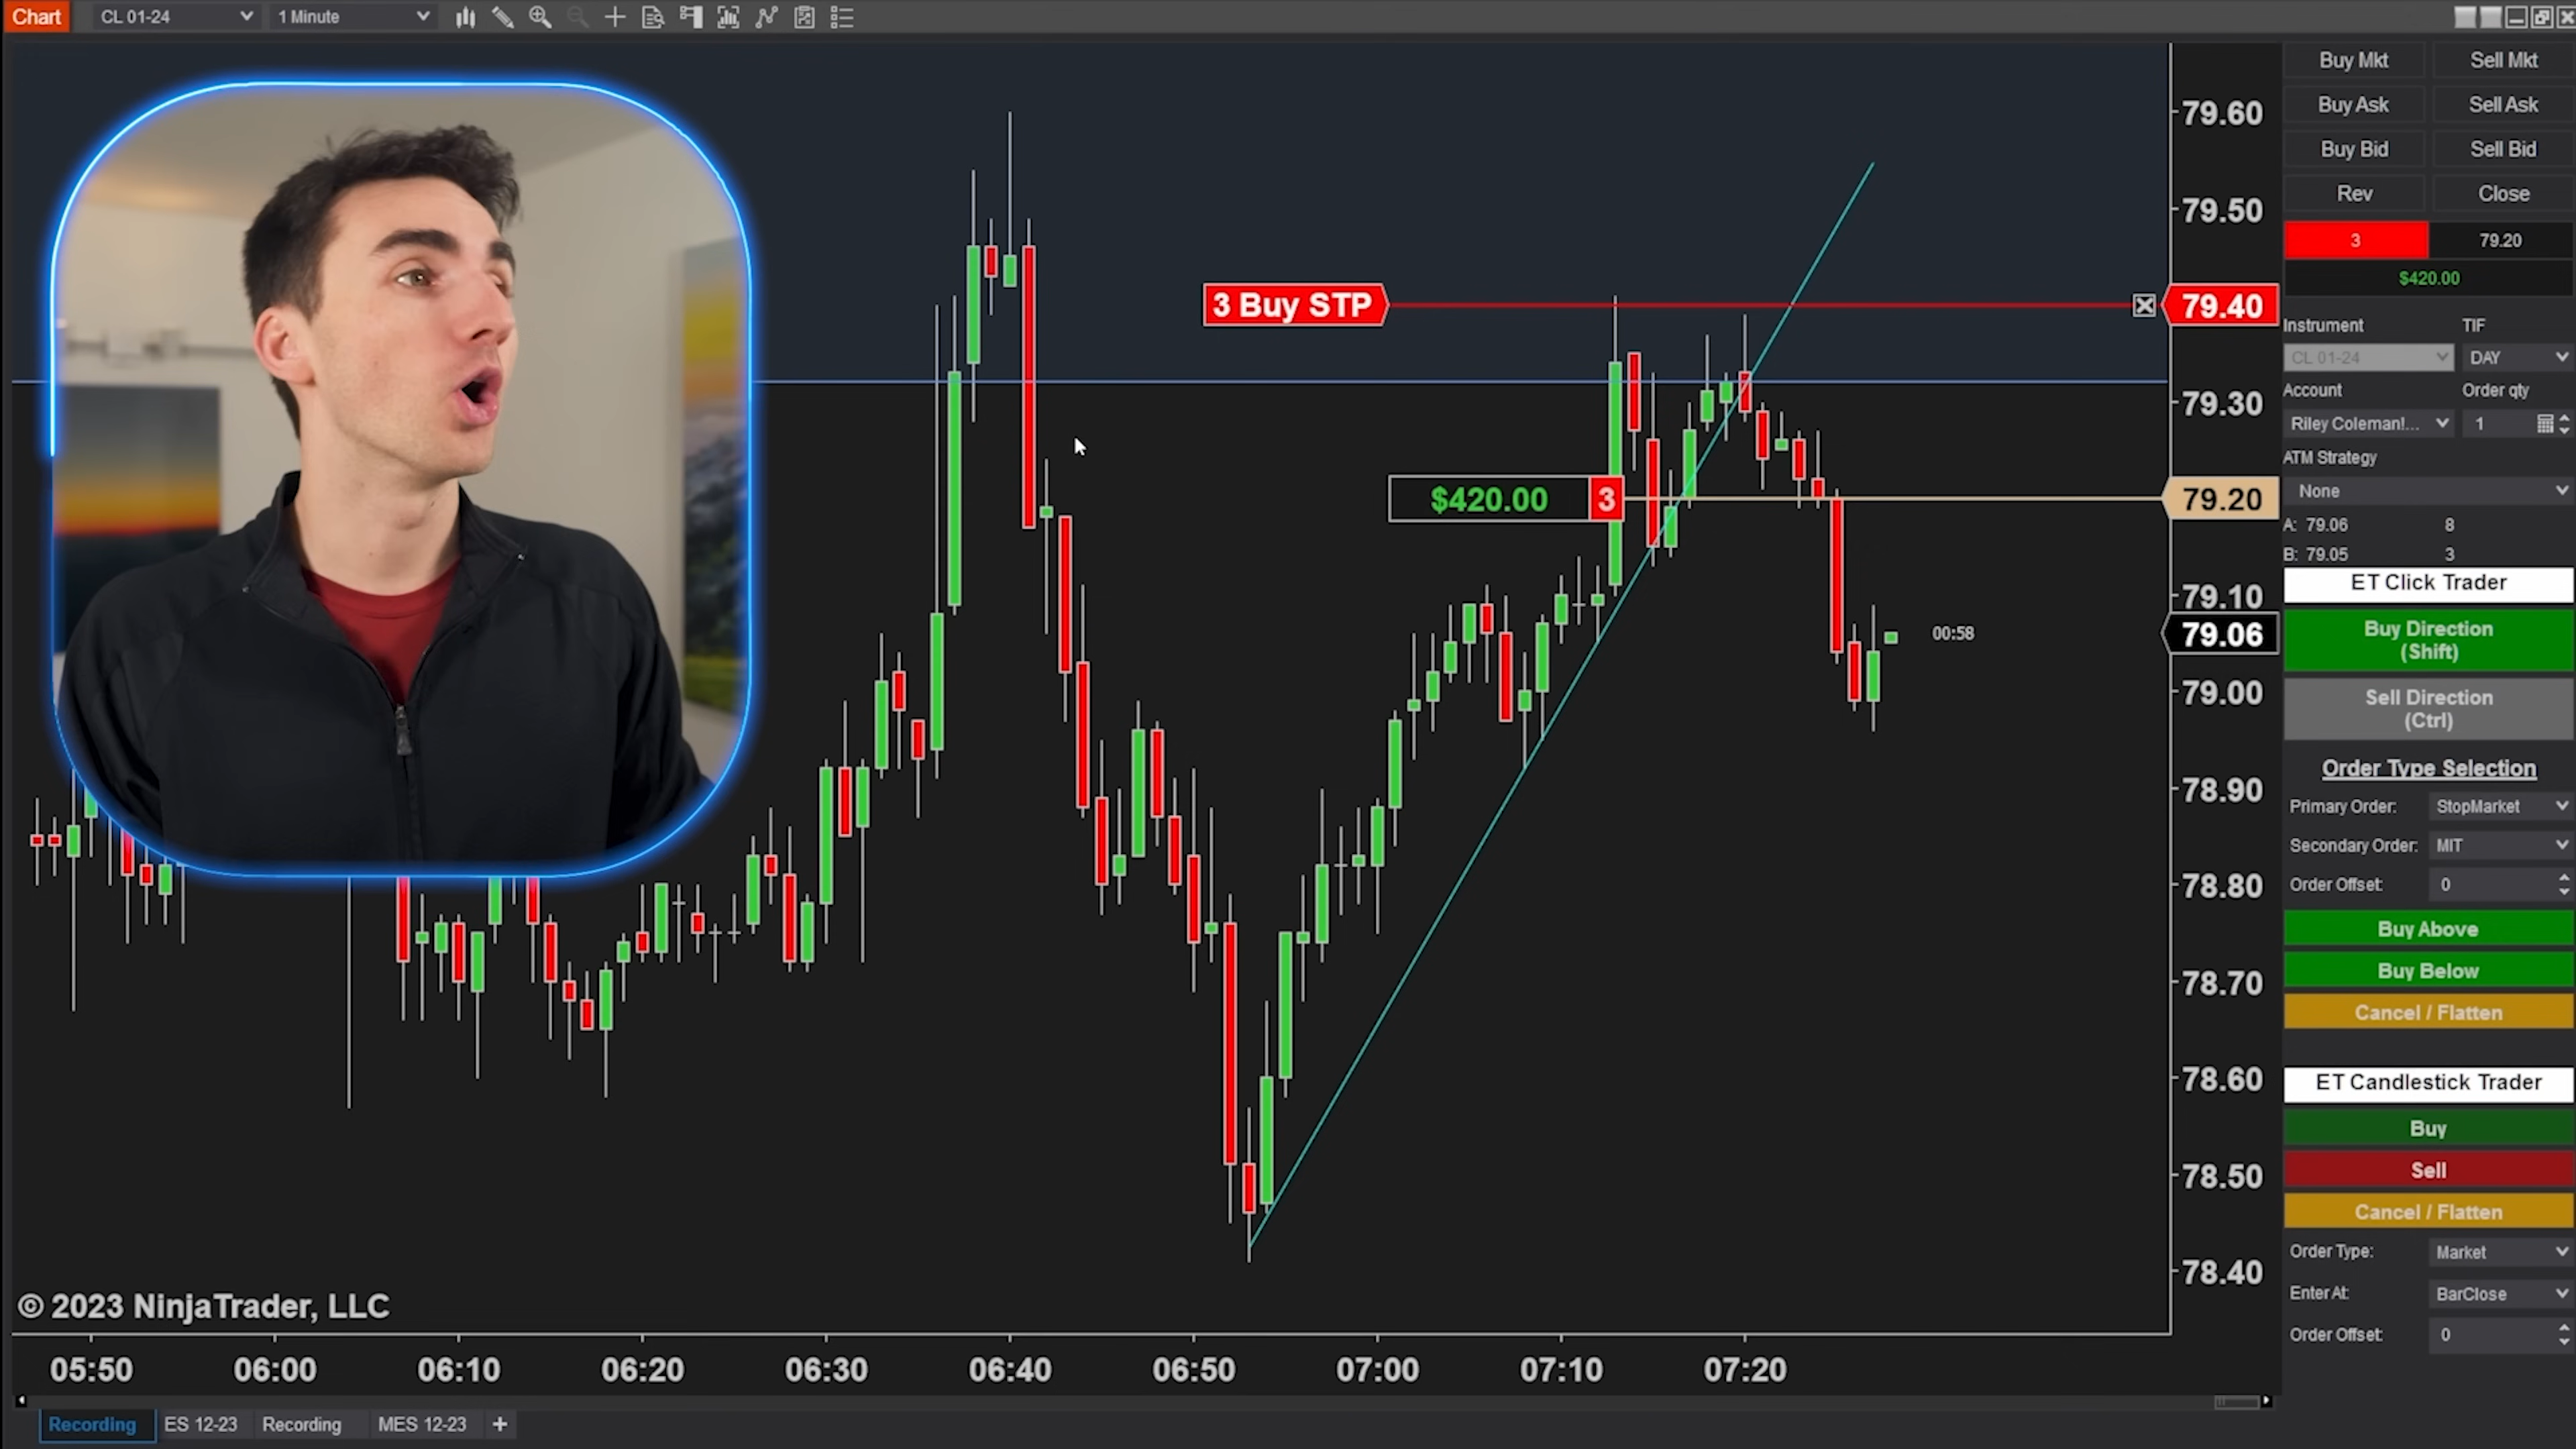 Chart CL 01-24 1 Minute
Buy Mkt Sell Mkt
Buy Ask Sell Ask
Buy Bid Sell Bid
Rev Close
3 79.20
$420.00
Instrument TIF
CL 01-24 DAY
Account Order qty
Riley Coleman!... 1
ATM Strategy
None
A: 79.06 8
B: 79.05 3
ET Click Trader
Buy Direction
(Shift)
Sell Direction
(Ctrl)
Order Type Selection
Primary Order: StopMarket
Secondary Order: MIT
Order Offset: 0
Buy Above
Buy Below
Cancel / Flatten
ET Candlestick Trader
Buy
Sell
Cancel / Flatten
Order Type: Market
Enter At: BarClose
Order Offset: 0
79.60
79.50
3 Buy STP 79.40
79.30
$420.00 3 79.20
79.10
00:58 79.06
79.00
78.90
78.80
78.70
78.60
78.50
78.40
© 2023 NinjaTrader, LLC
05:50 06:00 06:10 06:20 06:30 06:40 06:50 07:00 07:10 07:20
Recording ES 12-23 Recording MES 12-23 +